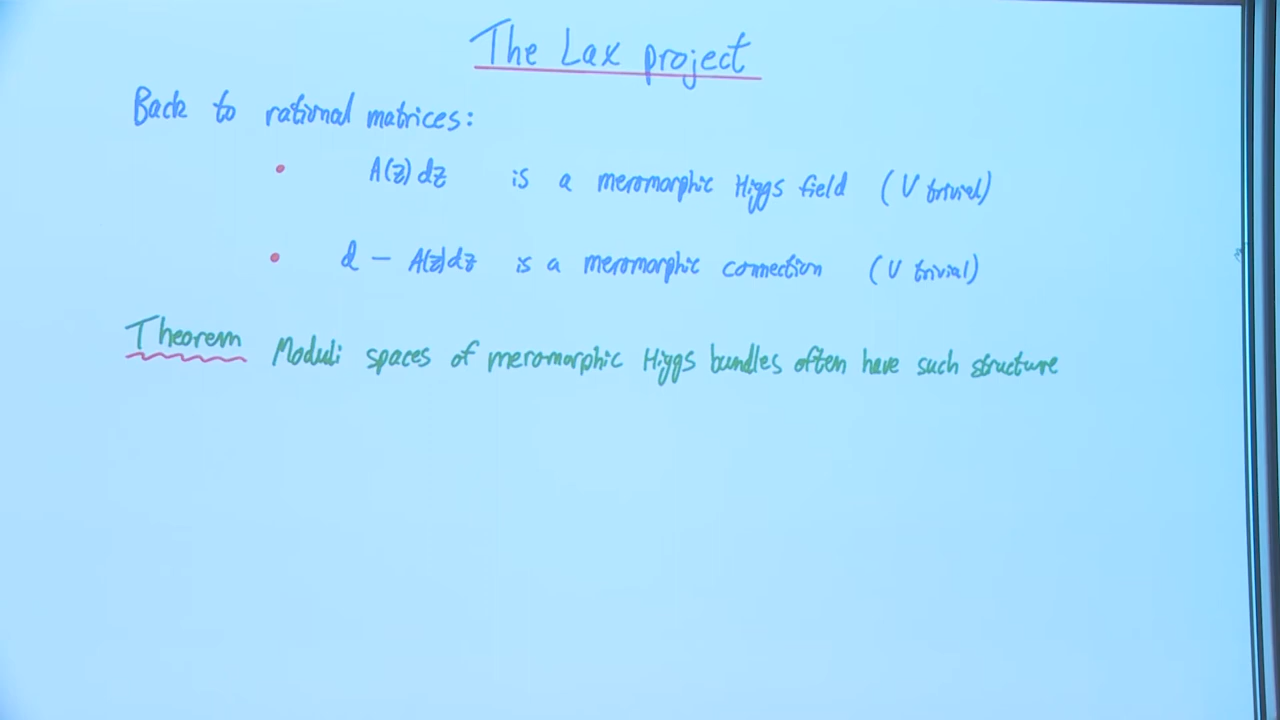 The Lax project
Back to rational matrices:
• A(z) dz is a meromorphic Higgs field (V trivial)
• d - A(z)dz is a meromorphic connection (V trivial)
Theorem Moduli spaces of meromorphic Higgs bundles often have such structure